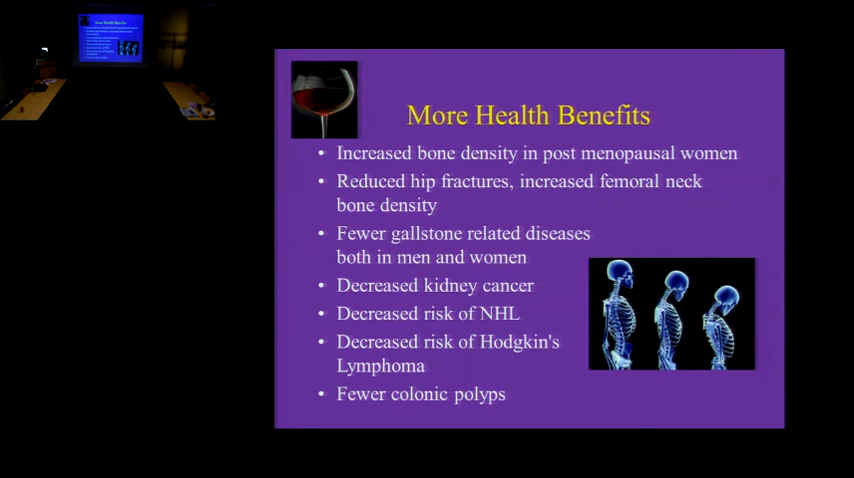 More Health Benefits
• Increased bone density in post menopausal women
• Reduced hip fractures, increased femoral neck
bone density
• Fewer gallstone related diseases
both in men and women
• Decreased kidney cancer
• Decreased risk of NHL
• Decreased risk of Hodgkin's
Lymphoma
• Fewer colonic polyps